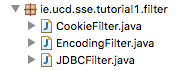 ie.ucd.sse.tutorial1.filter
CookieFilter.java
EncodingFilter.java
JDBCFilter.java